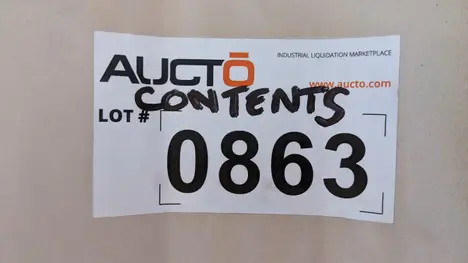 INDUSTRIAL LIQUIDATION MARKETPLACE
AUCTŌ
www.aucto.com
CONTENTS
LOT #
0863